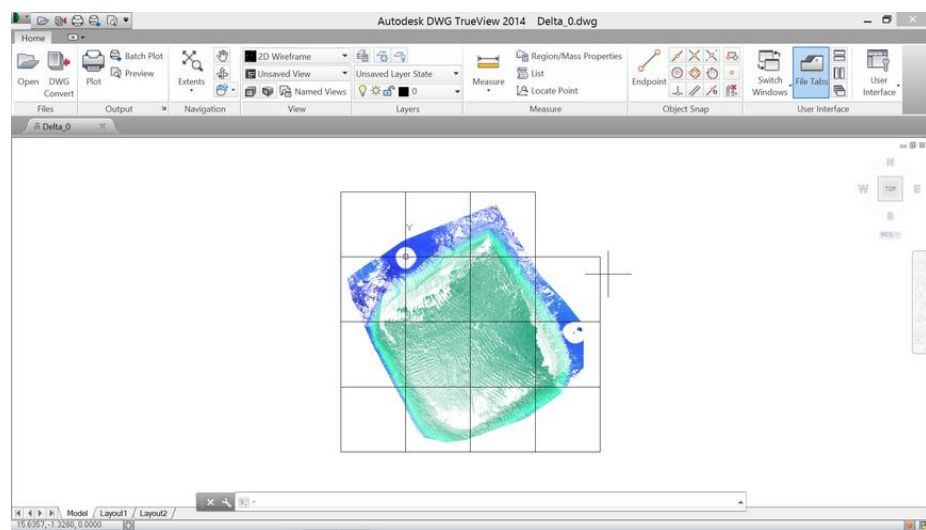 Autodesk DWG TrueView 2014 Delta_0.dwg
Home
Open
DWG Convert
Files
Plot
Batch Plot
Preview
Output
Extents
Navigation
2D Wireframe
Unsaved View
Named Views
View
Unsaved Layer State
0
Layers
Measure
Region/Mass Properties
List
Locate Point
Measure
Endpoint
Object Snap
Switch Windows
File Tabs
User Interface
User Interface
Delta_0
N
W
TOP
E
S
WCS
Y
Model
Layout1
Layout2
15.6357, -1.3280, 0.0000